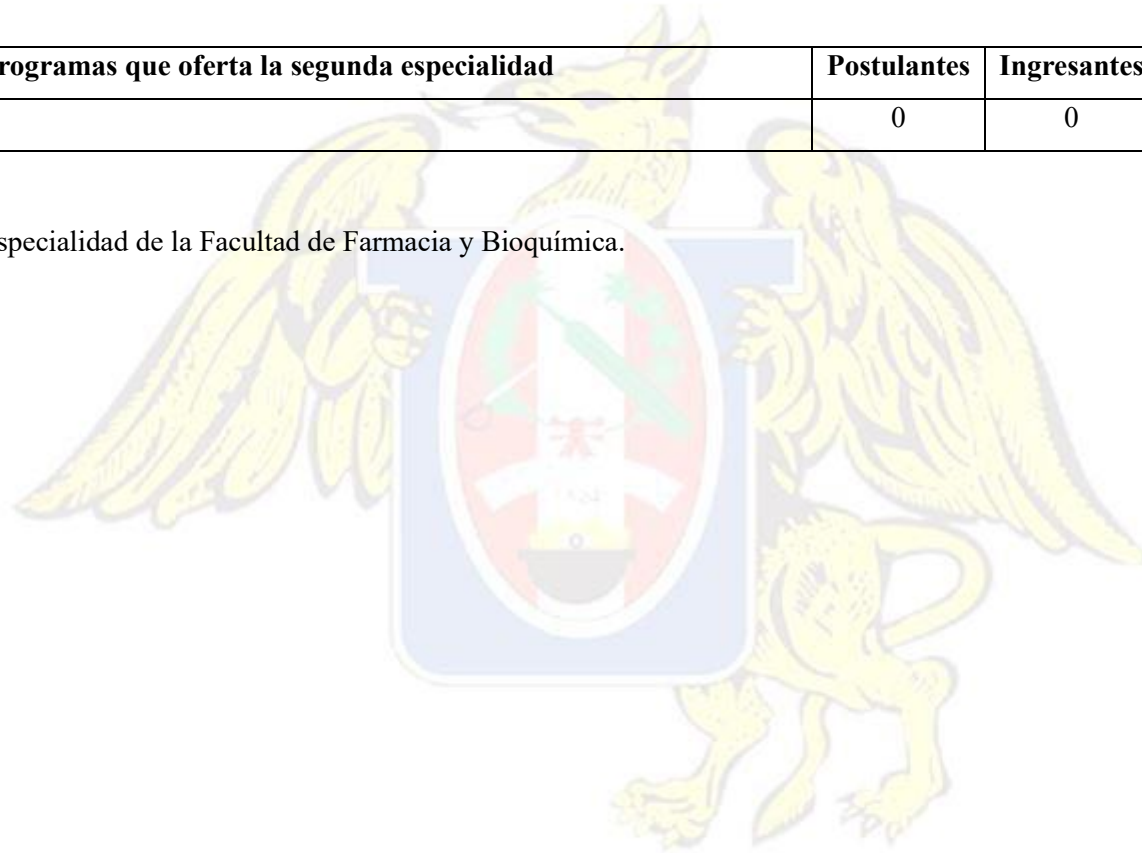 rogramas que oferta la segunda especialidad Postulantes Ingresantes
0 0
specialidad de la Facultad de Farmacia y Bioquímica.